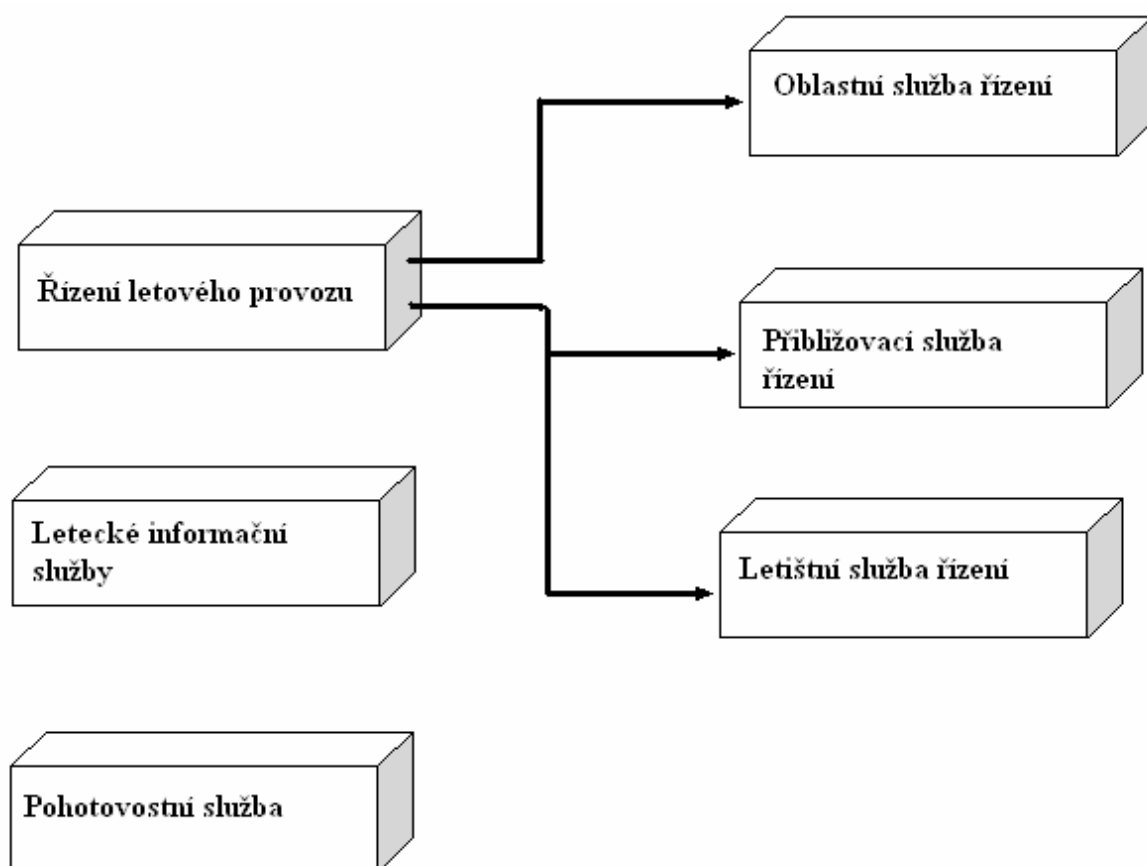 Oblastní služba řízení
Řízení letového provozu
Přibližovací služba
řízení
Letecké informační
služby
Letištní služba řízení
Pohotovostní služba